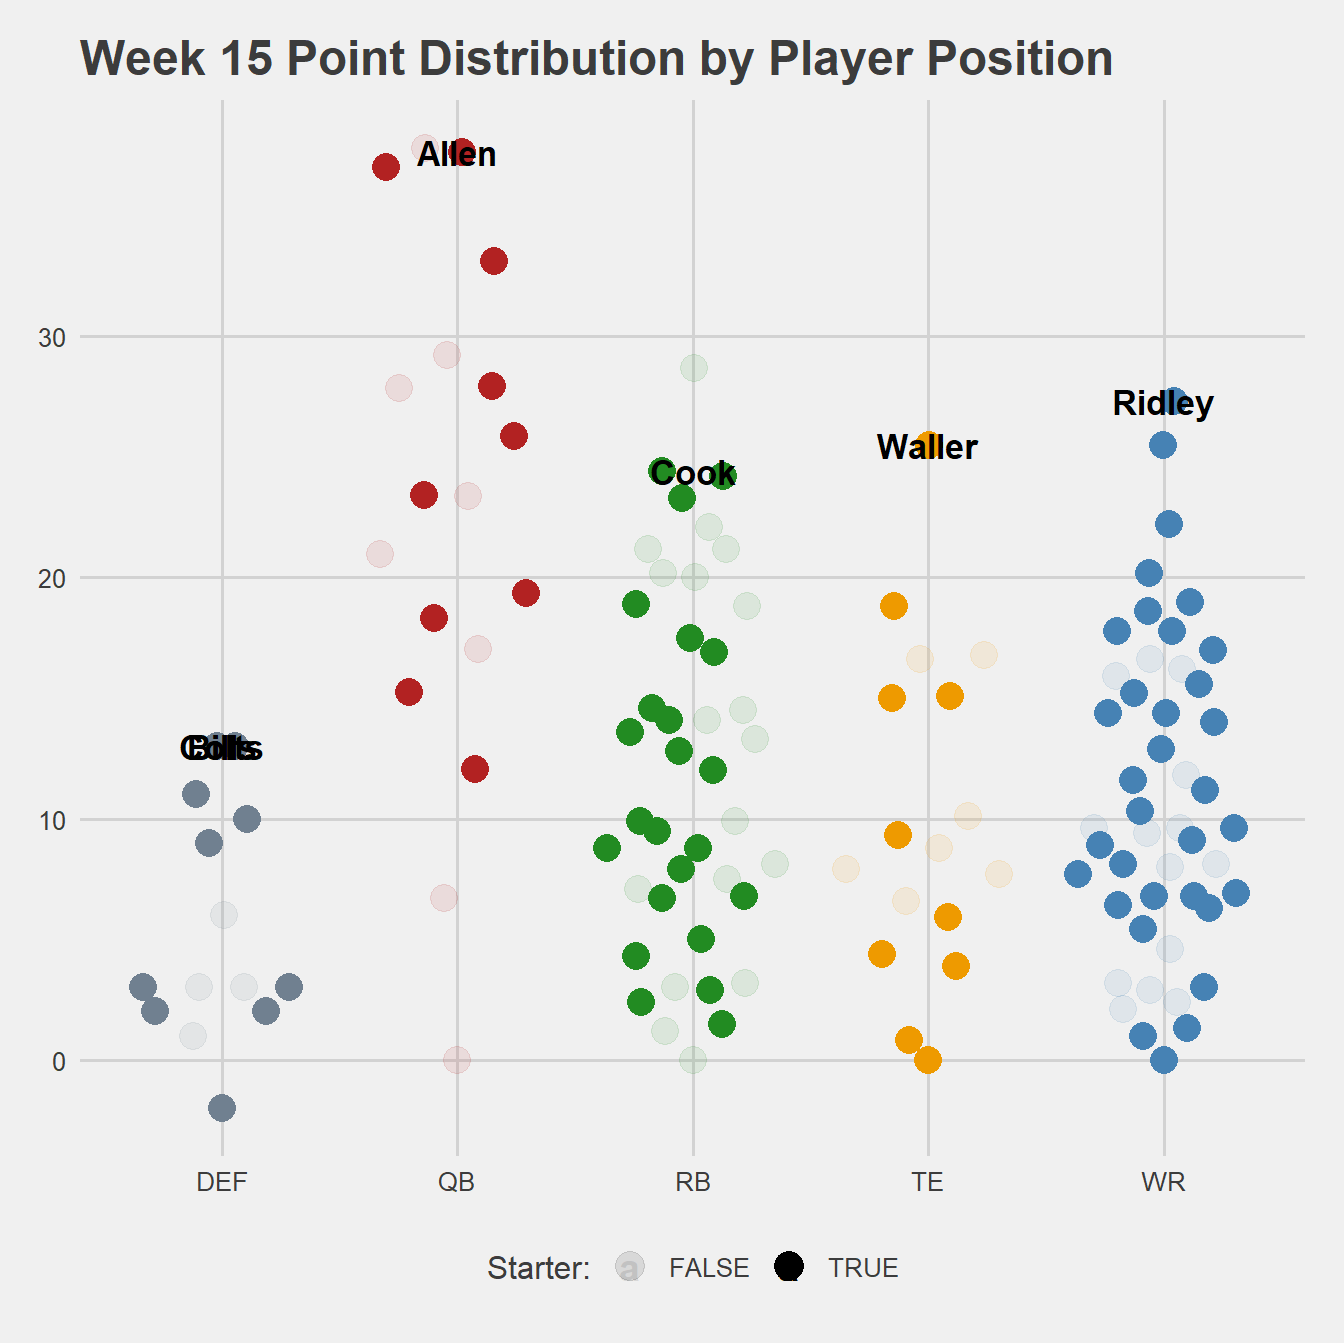 Week 15 Point Distribution by Player Position
Allen
30
Ridley
Waller
Cook
20
Colts
Bills
10
0
DEF QB RB TE WR
Starter: a FALSE TRUE